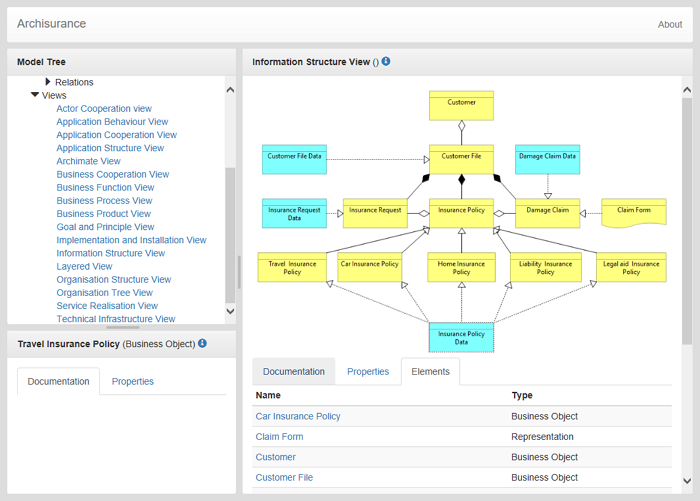 Archisurance
About
Model Tree
Relations
Views
Actor Cooperation view
Application Behaviour View
Application Cooperation View
Application Structure View
Archimate View
Business Cooperation View
Business Function View
Business Process View
Business Product View
Goal and Principle View
Implementation and Installation View
Information Structure View
Layered View
Organisation Structure View
Organisation Tree View
Service Realisation View
Technical Infrastructure View
Travel Insurance Policy (Business Object)
Documentation Properties
Information Structure View ()
Customer
Customer File Data
Customer File
Damage Claim Data
Insurance Request
Data
Insurance Request
Insurance Policy
Damage Claim
Claim Form
Travel Insurance
Policy
Car Insurance Policy
Home Insurance
Policy
Liability Insurance
Policy
Legal aid Insurance
Policy
Insurance Policy
Data
Documentation Properties Elements
Name Type
Car Insurance Policy Business Object
Claim Form Representation
Customer Business Object
Customer File Business Object